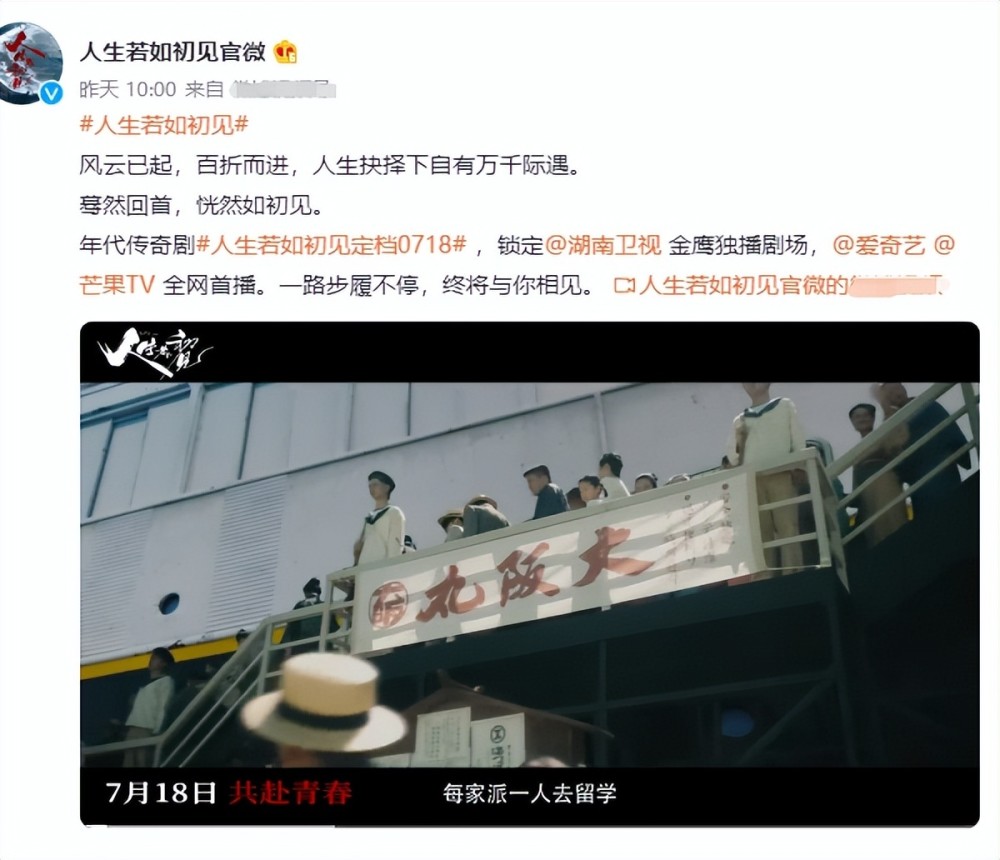 人生若如初见官微
昨天 10:00 来自
#人生若如初见#
风云已起，百折而进，人生抉择下自有万千际遇。
蓦然回首，恍然如初见。
年代传奇剧#人生若如初见定档0718# ，锁定@湖南卫视 金鹰独播剧场，@爱奇艺 @
芒果TV 全网首播。一路步履不停，终将与你相见。 人生若如初见官微的
人生若如初见
丸阪大
7月18日 共赴青春
每家派一人去留学